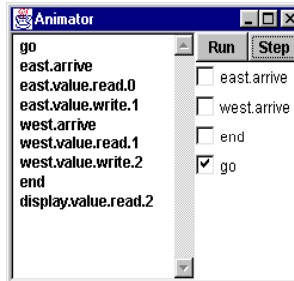 Animator
go
east.arrive
east.value.read.0
east.value.write.1
west.arrive
west.value.read.1
west.value.write.2
end
display.value.read.2
Run Step
east.arrive
west.arrive
end
go